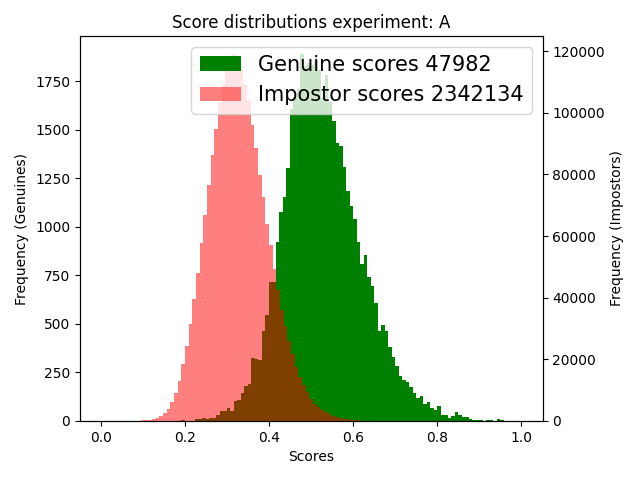 Score distributions experiment: A
Genuine scores 47982
Impostor scores 2342134
Frequency (Genuines)
1750
1500
1250
1000
750
500
250
0
120000
100000
80000
60000
40000
20000
0
Frequency (Impostors)
0.0 0.2 0.4 0.6 0.8 1.0
Scores